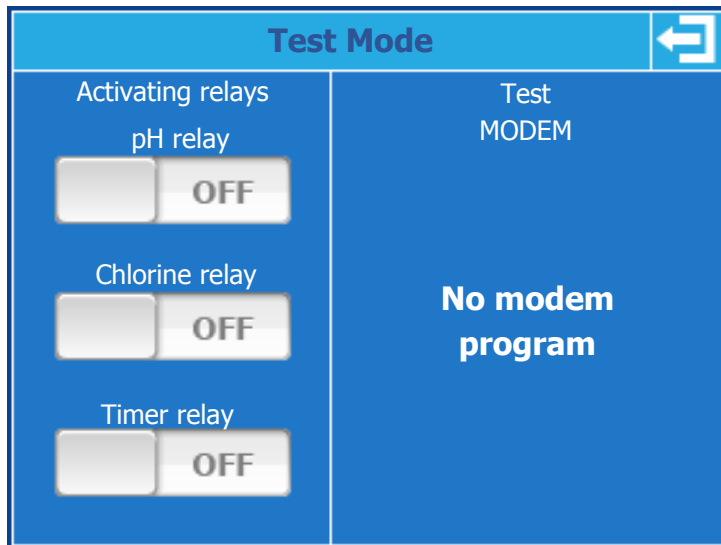 Test Mode
Activating relays
pH relay
OFF
Chlorine relay
OFF
Timer relay
OFF
Test
MODEM
No modem
program